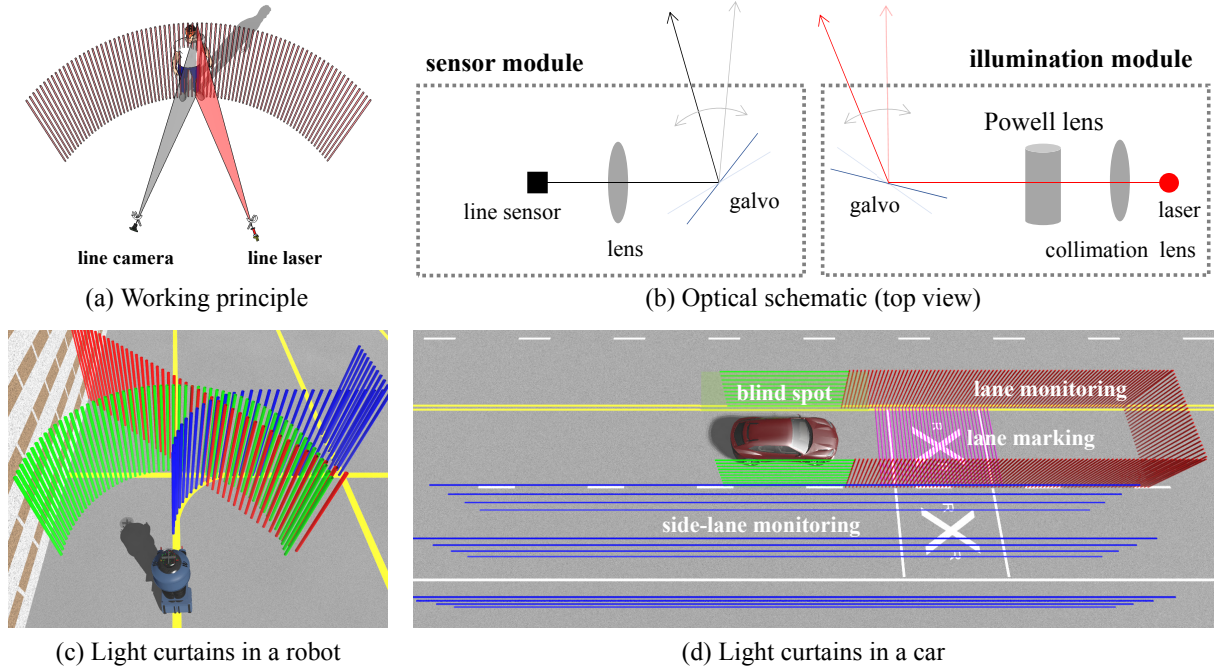 line camera
line laser
(a) Working principle
sensor module
illumination module
Powell lens
line sensor
galvo
galvo
laser
lens
collimation
lens
(b) Optical schematic (top view)
(c) Light curtains in a robot
blind spot
lane monitoring
R
lane marking
side-lane monitoring
R
R
(d) Light curtains in a car